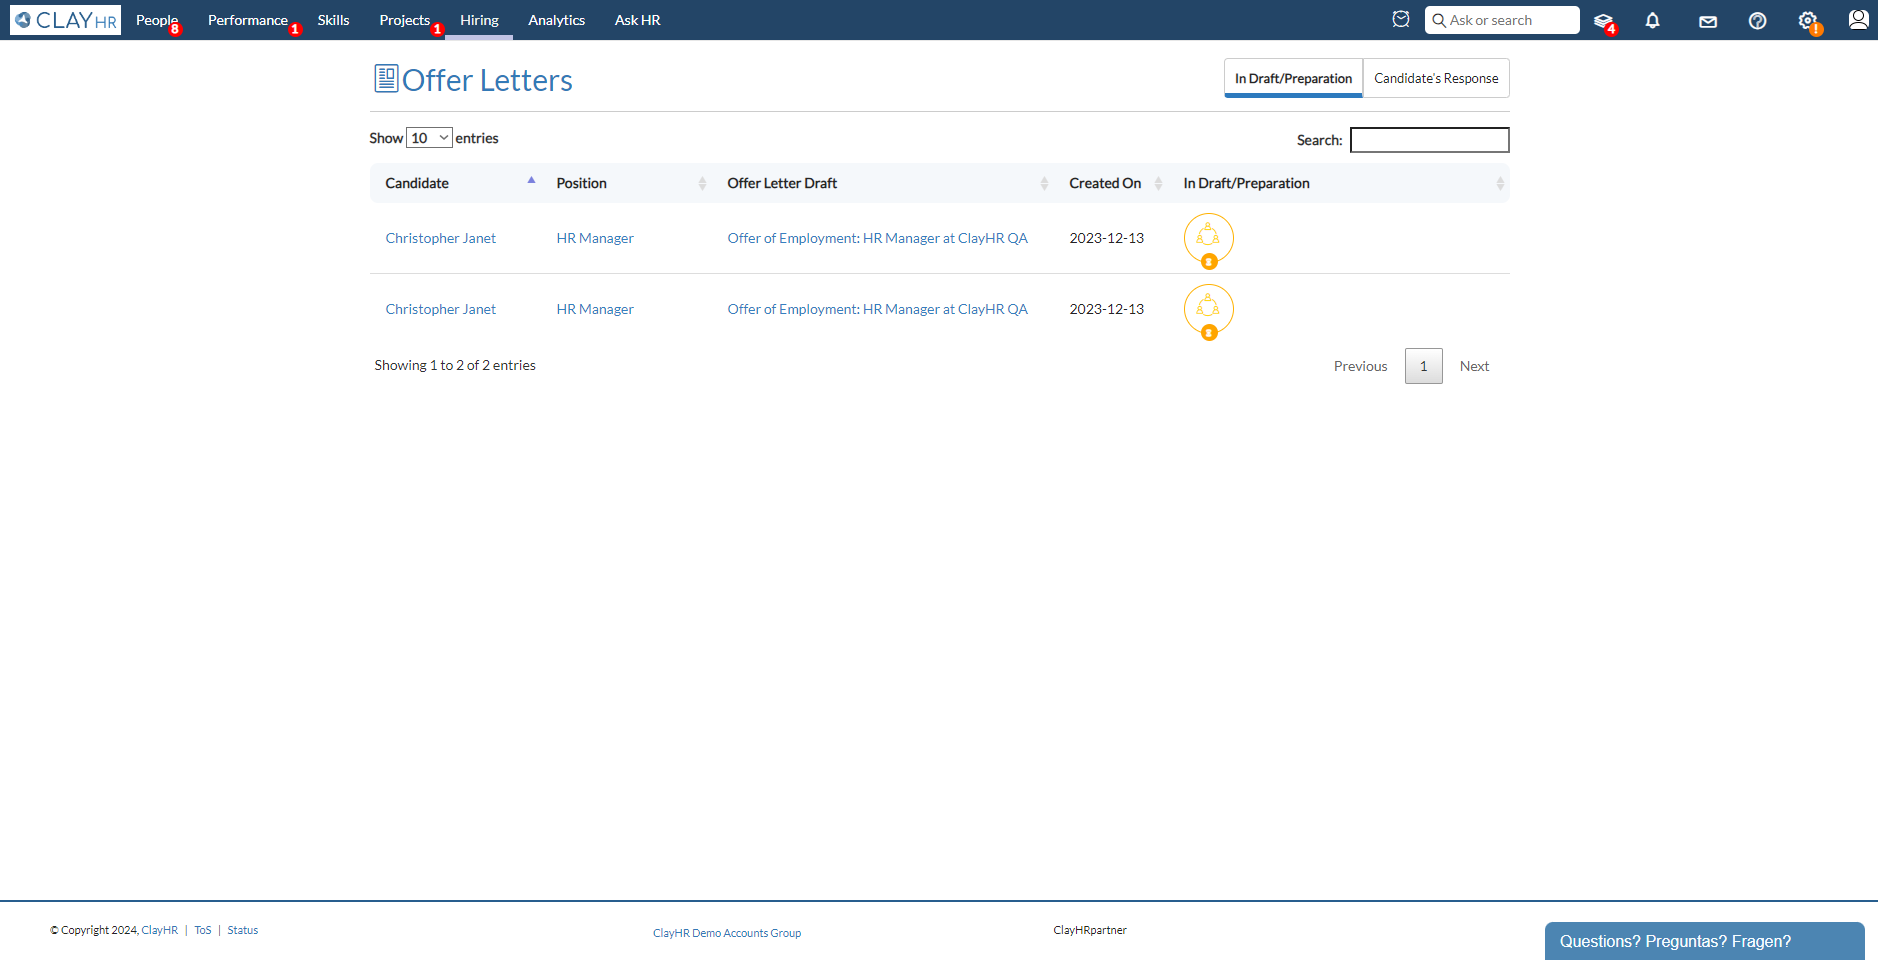 CLAY HR People 8 Performance 1 Skills Projects 1 Hiring Analytics Ask HR Ask or search 4 !
Offer Letters
In Draft/Preparation Candidate's Response
Show 10 entries Search:
Candidate Position Offer Letter Draft Created On In Draft/Preparation
Christopher Janet HR Manager Offer of Employment: HR Manager at ClayHR QA 2023-12-13
Christopher Janet HR Manager Offer of Employment: HR Manager at ClayHR QA 2023-12-13
Showing 1 to 2 of 2 entries Previous 1 Next
© Copyright 2024, ClayHR | ToS | Status ClayHR Demo Accounts Group ClayHRpartner
Questions? Preguntas? Fragen?